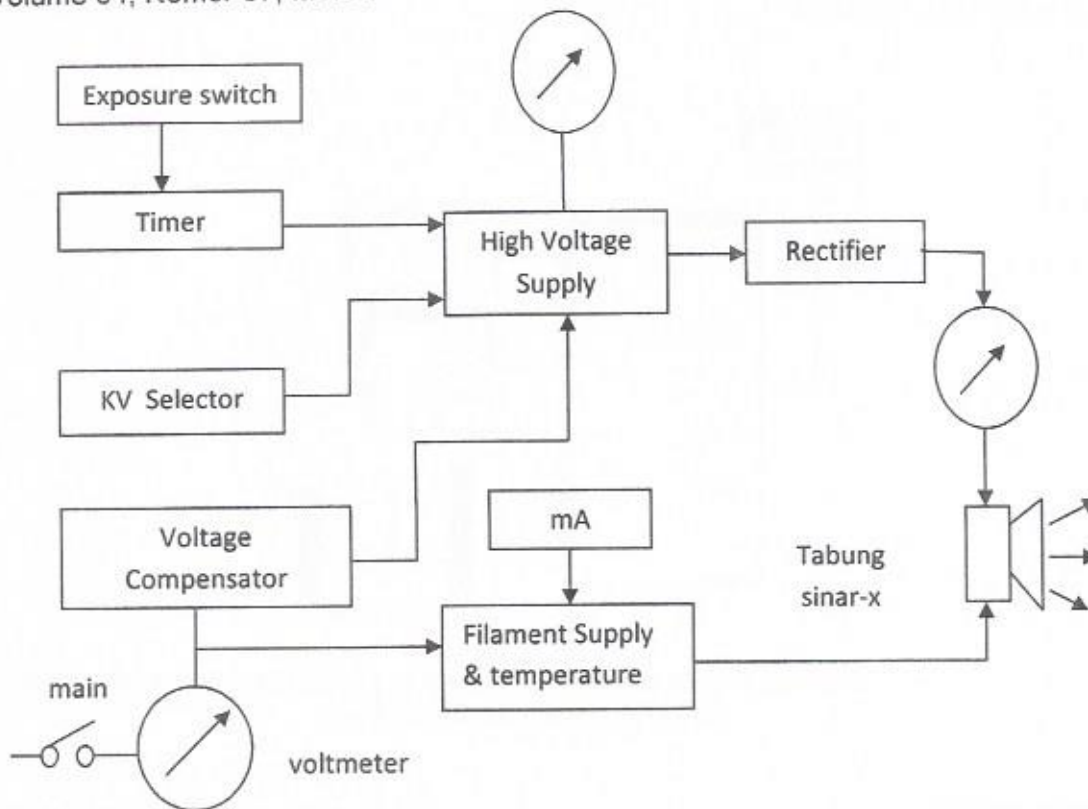 Exposure switch
Timer
High Voltage
Supply
Rectifier
KV Selector
Voltage
Compensator
mA
Tabung
sinar-x
Filament Supply
& temperature
main
voltmeter